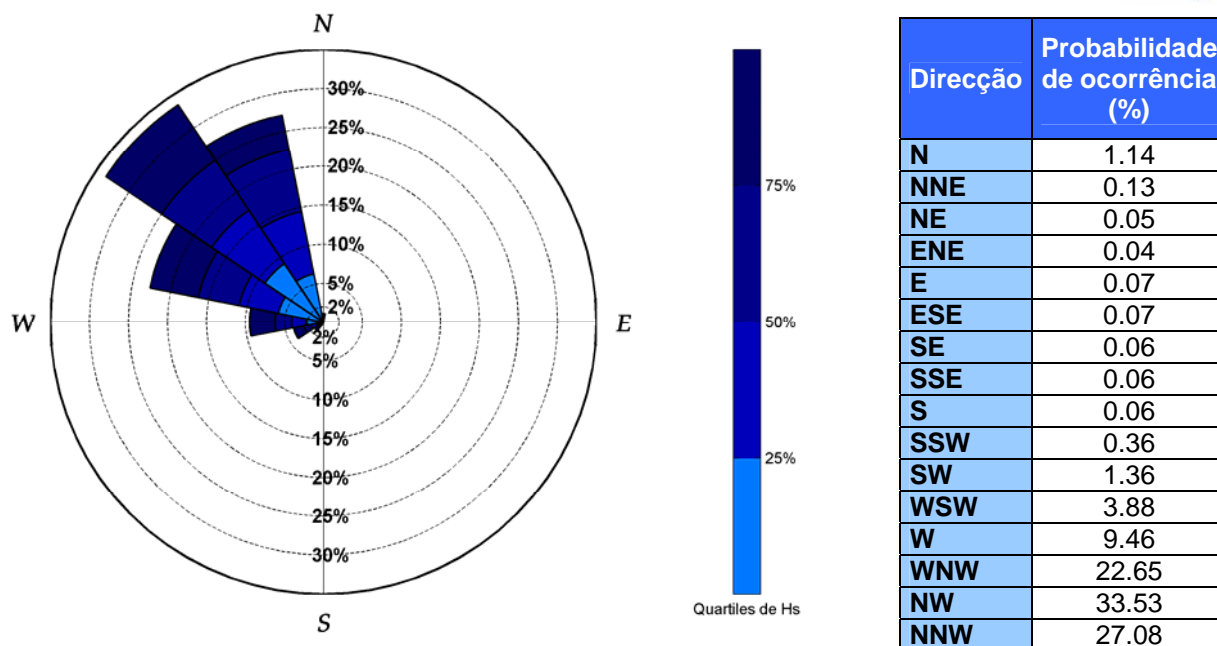 N
30%
25%
20%
15%
10%
5%
2%
W
E
2%
5%
10%
15%
20%
25%
30%
S
75%
50%
25%
Quartiles de Hs
Direcção Probabilidade de ocorrência (%)
N 1.14
NNE 0.13
NE 0.05
ENE 0.04
E 0.07
ESE 0.07
SE 0.06
SSE 0.06
S 0.06
SSW 0.36
SW 1.36
WSW 3.88
W 9.46
WNW 22.65
NW 33.53
NNW 27.08